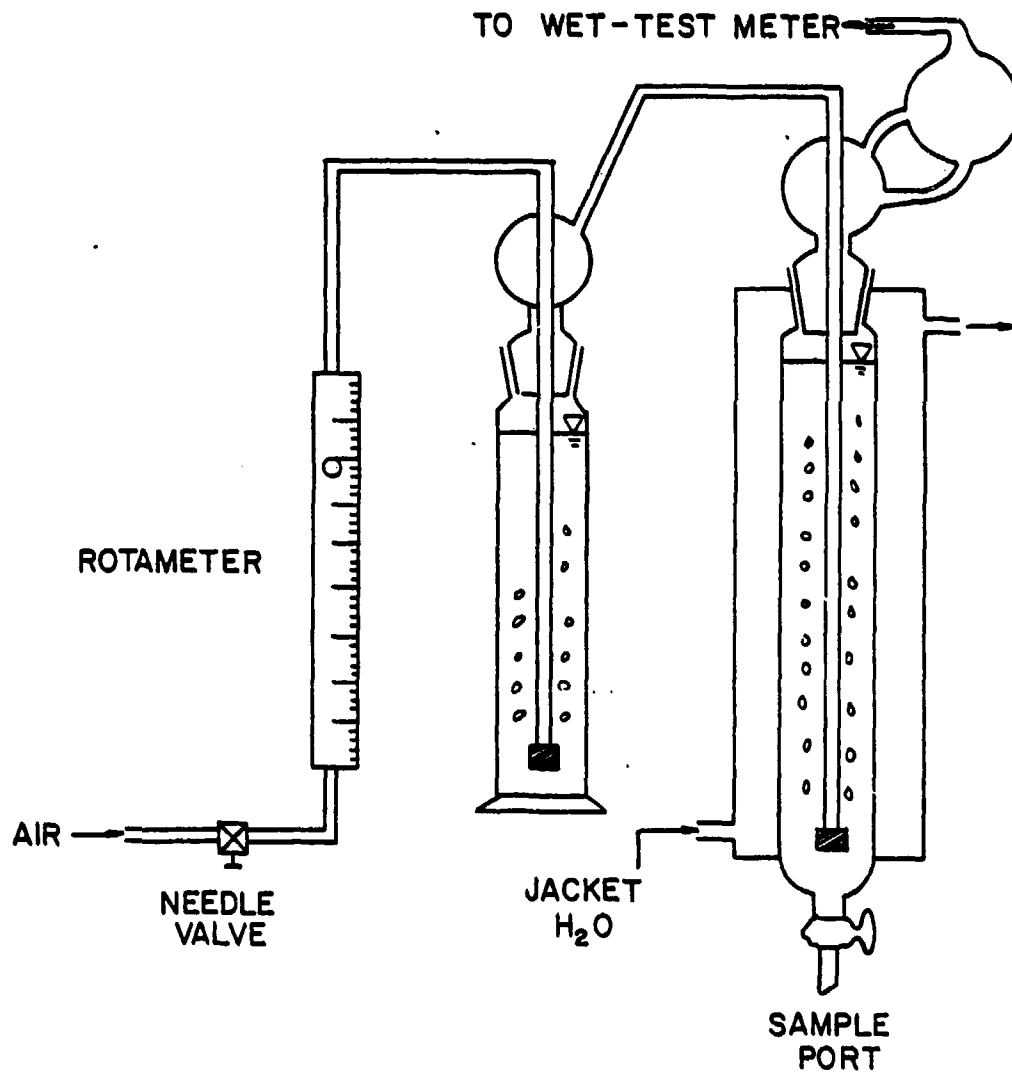 TO WET-TEST METER
ROTAMETER
AIR
NEEDLE
VALVE
JACKET
H₂O
SAMPLE
PORT